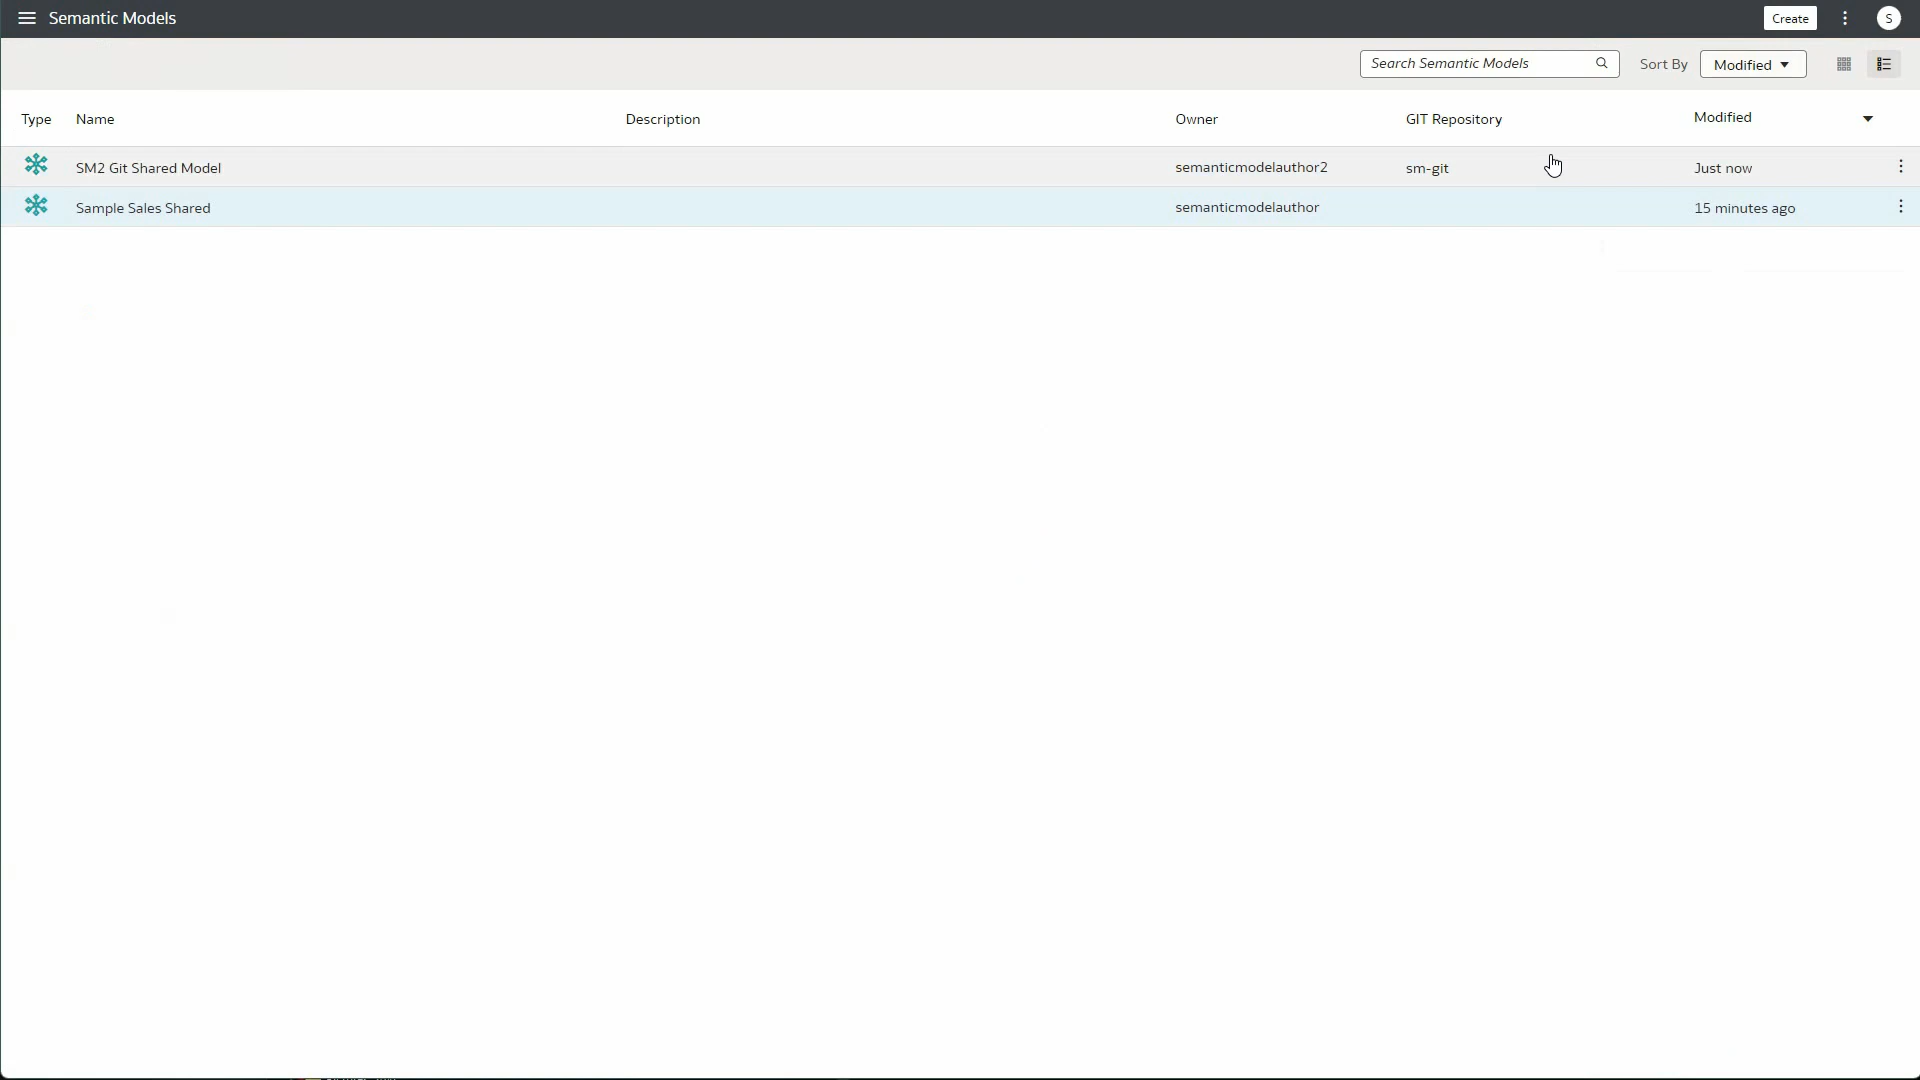 Semantic Models
Create
S
Search Semantic Models
Sort By
Modified
Type
Name
Description
Owner
GIT Repository
Modified
SM2 Git Shared Model
semanticmodelauthor2
sm-git
Just now
Sample Sales Shared
semanticmodelauthor
15 minutes ago